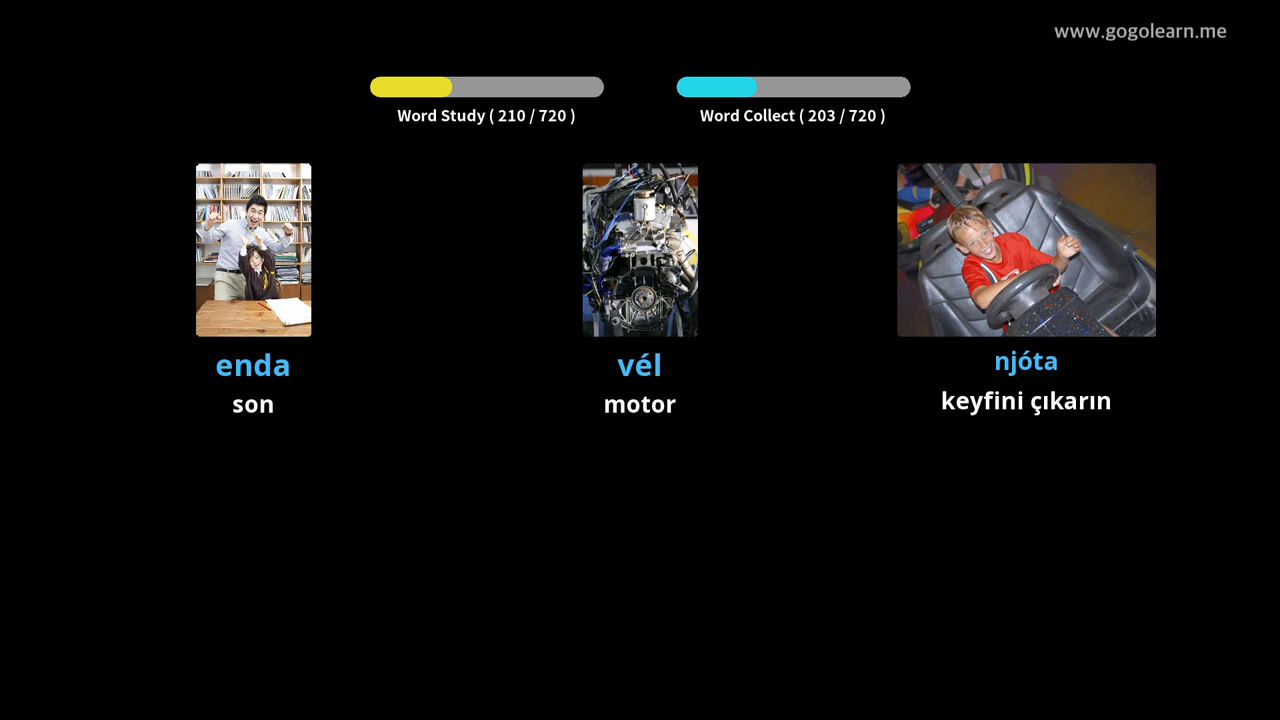 www.gogolearn.me
Word Study ( 210 / 720 )
Word Collect ( 203 / 720 )
enda
son
vél
motor
njóta
keyfini çıkarın